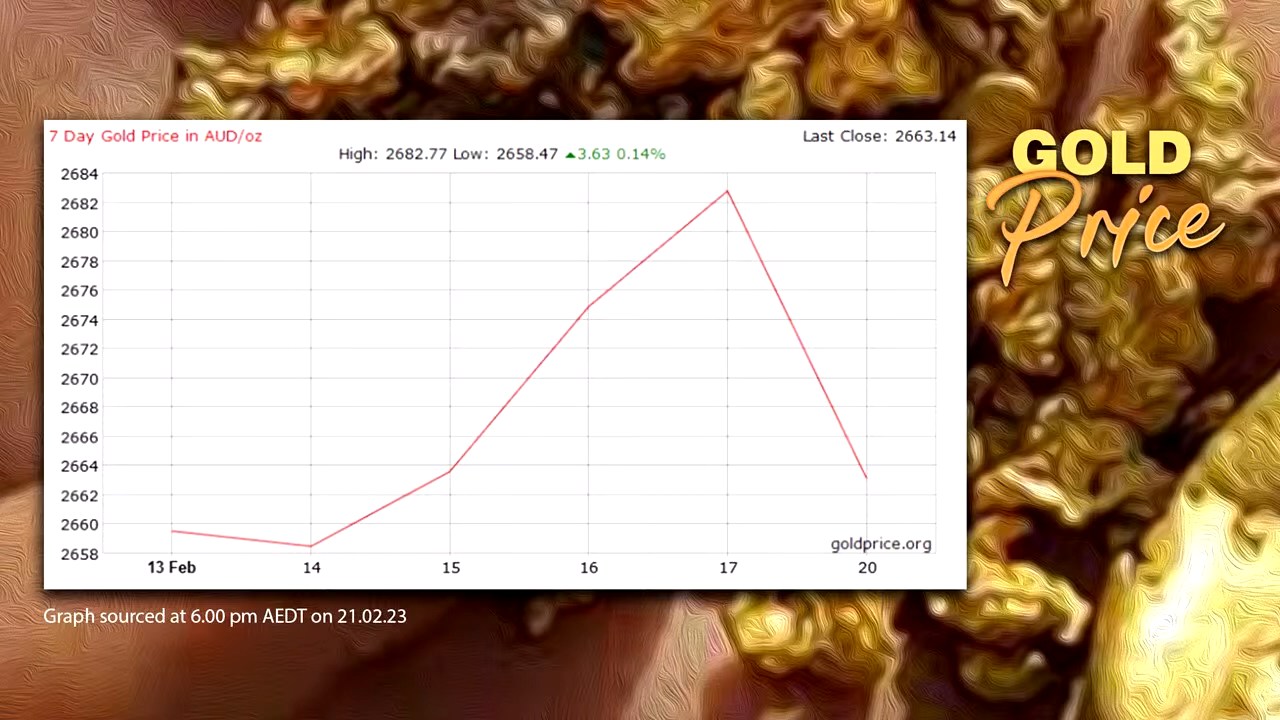 7 Day Gold Price in AUD/oz
Last Close: 2663.14
High: 2682.77 Low: 2658.47 ▲3.63 0.14%
2684
2682
2680
2678
2676
2674
2672
2670
2668
2666
2664
2662
2660
2658
goldprice.org
13 Feb 14 15 16 17 20
GOLD
Price
Graph sourced at 6.00 pm AEDT on 21.02.23